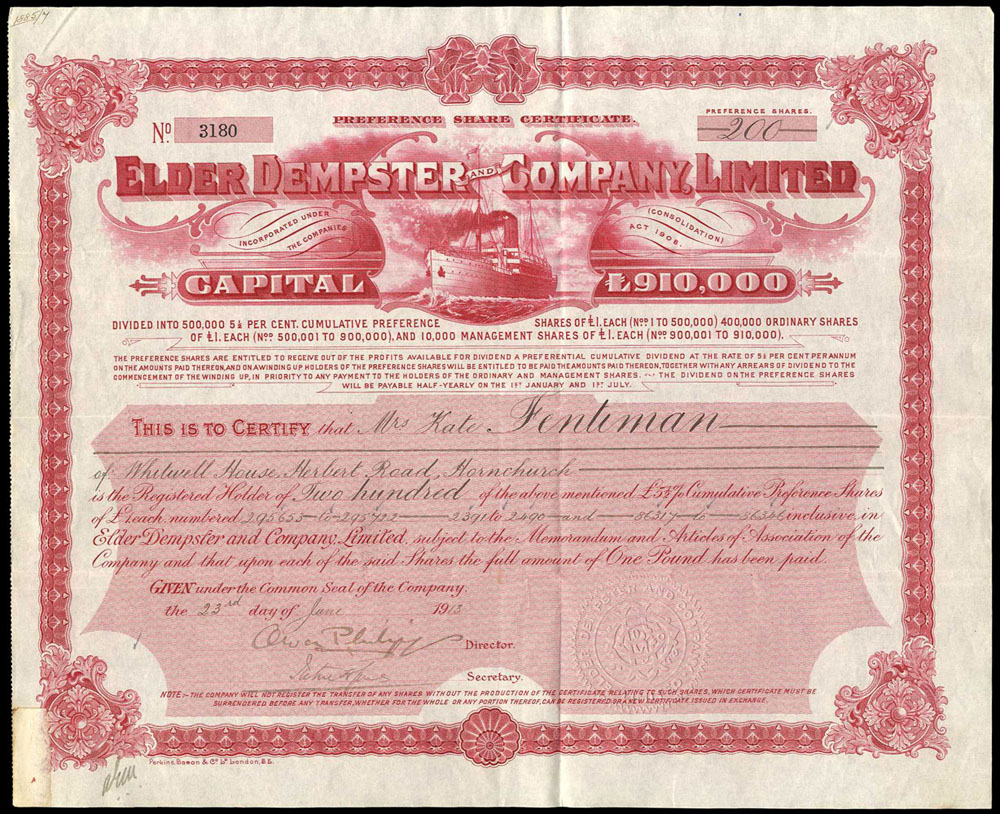 1585/7
PREFERENCE SHARE CERTIFICATE.
PREFERENCE SHARES.
No. 3180
200
ELDER DEMPSTER AND COMPANY, LIMITED
INCORPORATED UNDER THE COMPANIES
(CONSOLIDATION) ACT 1908.
CAPITAL £910,000
DIVIDED INTO 500,000 5½ PER CENT. CUMULATIVE PREFERENCE SHARES OF £1. EACH (Nos 1 TO 500,000) 400,000 ORDINARY SHARES
OF £1. EACH (Nos 500,001 TO 900,000), AND 10,000 MANAGEMENT SHARES OF £1. EACH (Nos 900,001 TO 910,000).
THE PREFERENCE SHARES ARE ENTITLED TO RECEIVE OUT OF THE PROFITS AVAILABLE FOR DIVIDEND A PREFERENTIAL CUMULATIVE DIVIDEND AT THE RATE OF 5½ PER CENT PER ANNUM
ON THE AMOUNTS PAID THEREON, AND ON A WINDING UP HOLDERS OF THE PREFERENCE SHARES WILL BE ENTITLED TO BE PAID THE AMOUNTS PAID THEREON, TOGETHER WITH ANY ARREARS OF DIVIDEND TO THE
COMMENCEMENT OF THE WINDING UP, IN PRIORITY TO ANY PAYMENT TO THE HOLDERS OF THE ORDINARY AND MANAGEMENT SHARES. THE DIVIDEND ON THE PREFERENCE SHARES
WILL BE PAYABLE HALF-YEARLY ON THE 1ST JANUARY AND 1ST JULY.
THIS IS TO CERTIFY that Mrs Kate Fentiman
of Whitwell House, Herbert Road, Hornchurch
is the Registered Holder of Two hundred of the above mentioned £5½% Cumulative Preference Shares
of £1 each numbered 295653 to 295722 2391 to 2490 and 86317 to 86346 inclusive, in
Elder Dempster and Company, Limited, subject to the Memorandum and Articles of Association of the
Company and that upon each of the said Shares the full amount of One Pound has been paid.
GIVEN under the Common Seal of the Company,
the 23rd day of June 1913
Owen Philipps Director.
Secretary.
ELDER DEMPSTER AND COMPANY
NOTE:- THE COMPANY WILL NOT REGISTER THE TRANSFER OF ANY SHARES WITHOUT THE PRODUCTION OF THE CERTIFICATE RELATING TO SUCH SHARES, WHICH CERTIFICATE MUST BE
SURRENDERED BEFORE ANY TRANSFER, WHETHER FOR THE WHOLE OR ANY PORTION THEREOF, CAN BE REGISTERED OR A NEW CERTIFICATE ISSUED IN EXCHANGE.
Perkins, Bacon & Co Ld London, E.C.